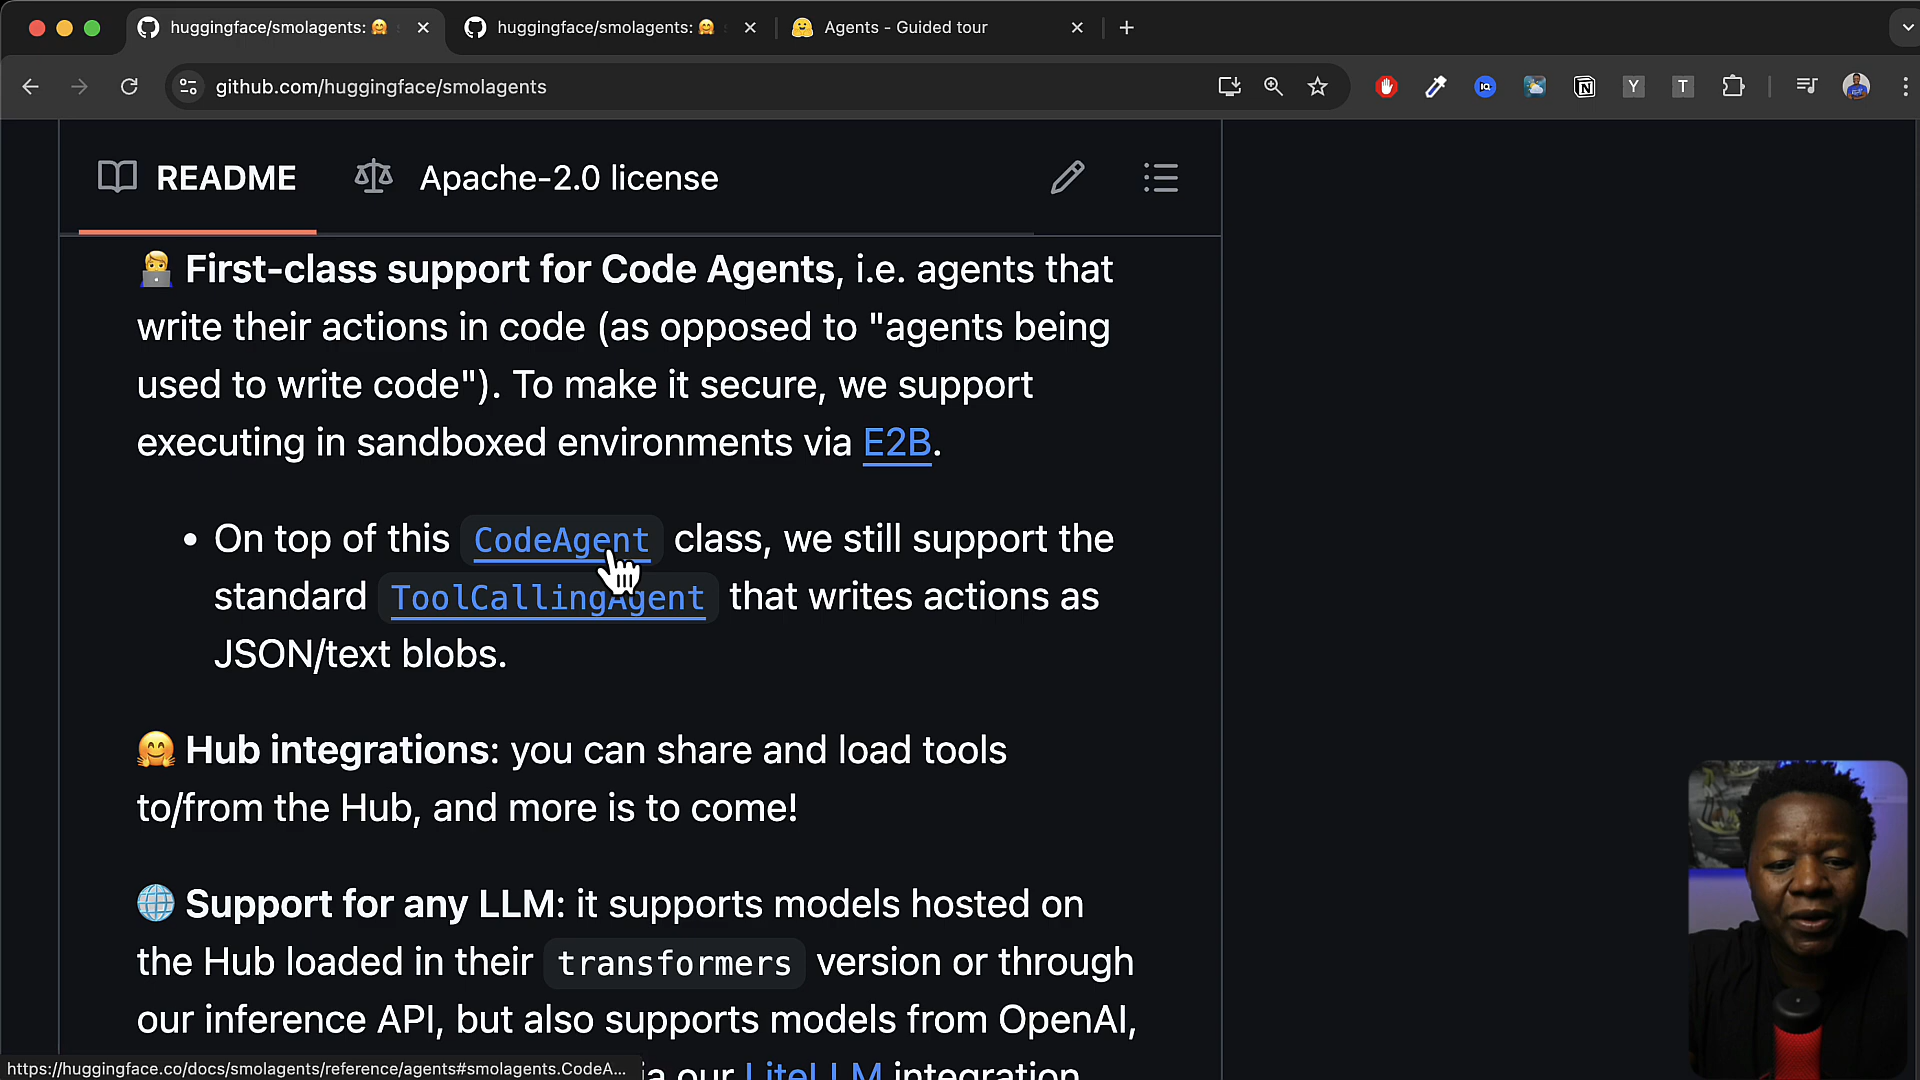 huggingface/smolagents: 🤗
huggingface/smolagents: 🤗
Agents - Guided tour
github.com/huggingface/smolagents
IQ
N
Y
T
README
Apache-2.0 license
🧑‍💻 First-class support for Code Agents, i.e. agents that
write their actions in code (as opposed to "agents being
used to write code"). To make it secure, we support
executing in sandboxed environments via E2B.
• On top of this CodeAgent class, we still support the
standard ToolCallingAgent that writes actions as
JSON/text blobs.
🤗 Hub integrations: you can share and load tools
to/from the Hub, and more is to come!
🌐 Support for any LLM: it supports models hosted on
the Hub loaded in their transformers version or through
our inference API, but also supports models from OpenAI,
https://huggingface.co/docs/smolagents/reference/agents#smolagents.CodeA...
a our LiteLLM integration